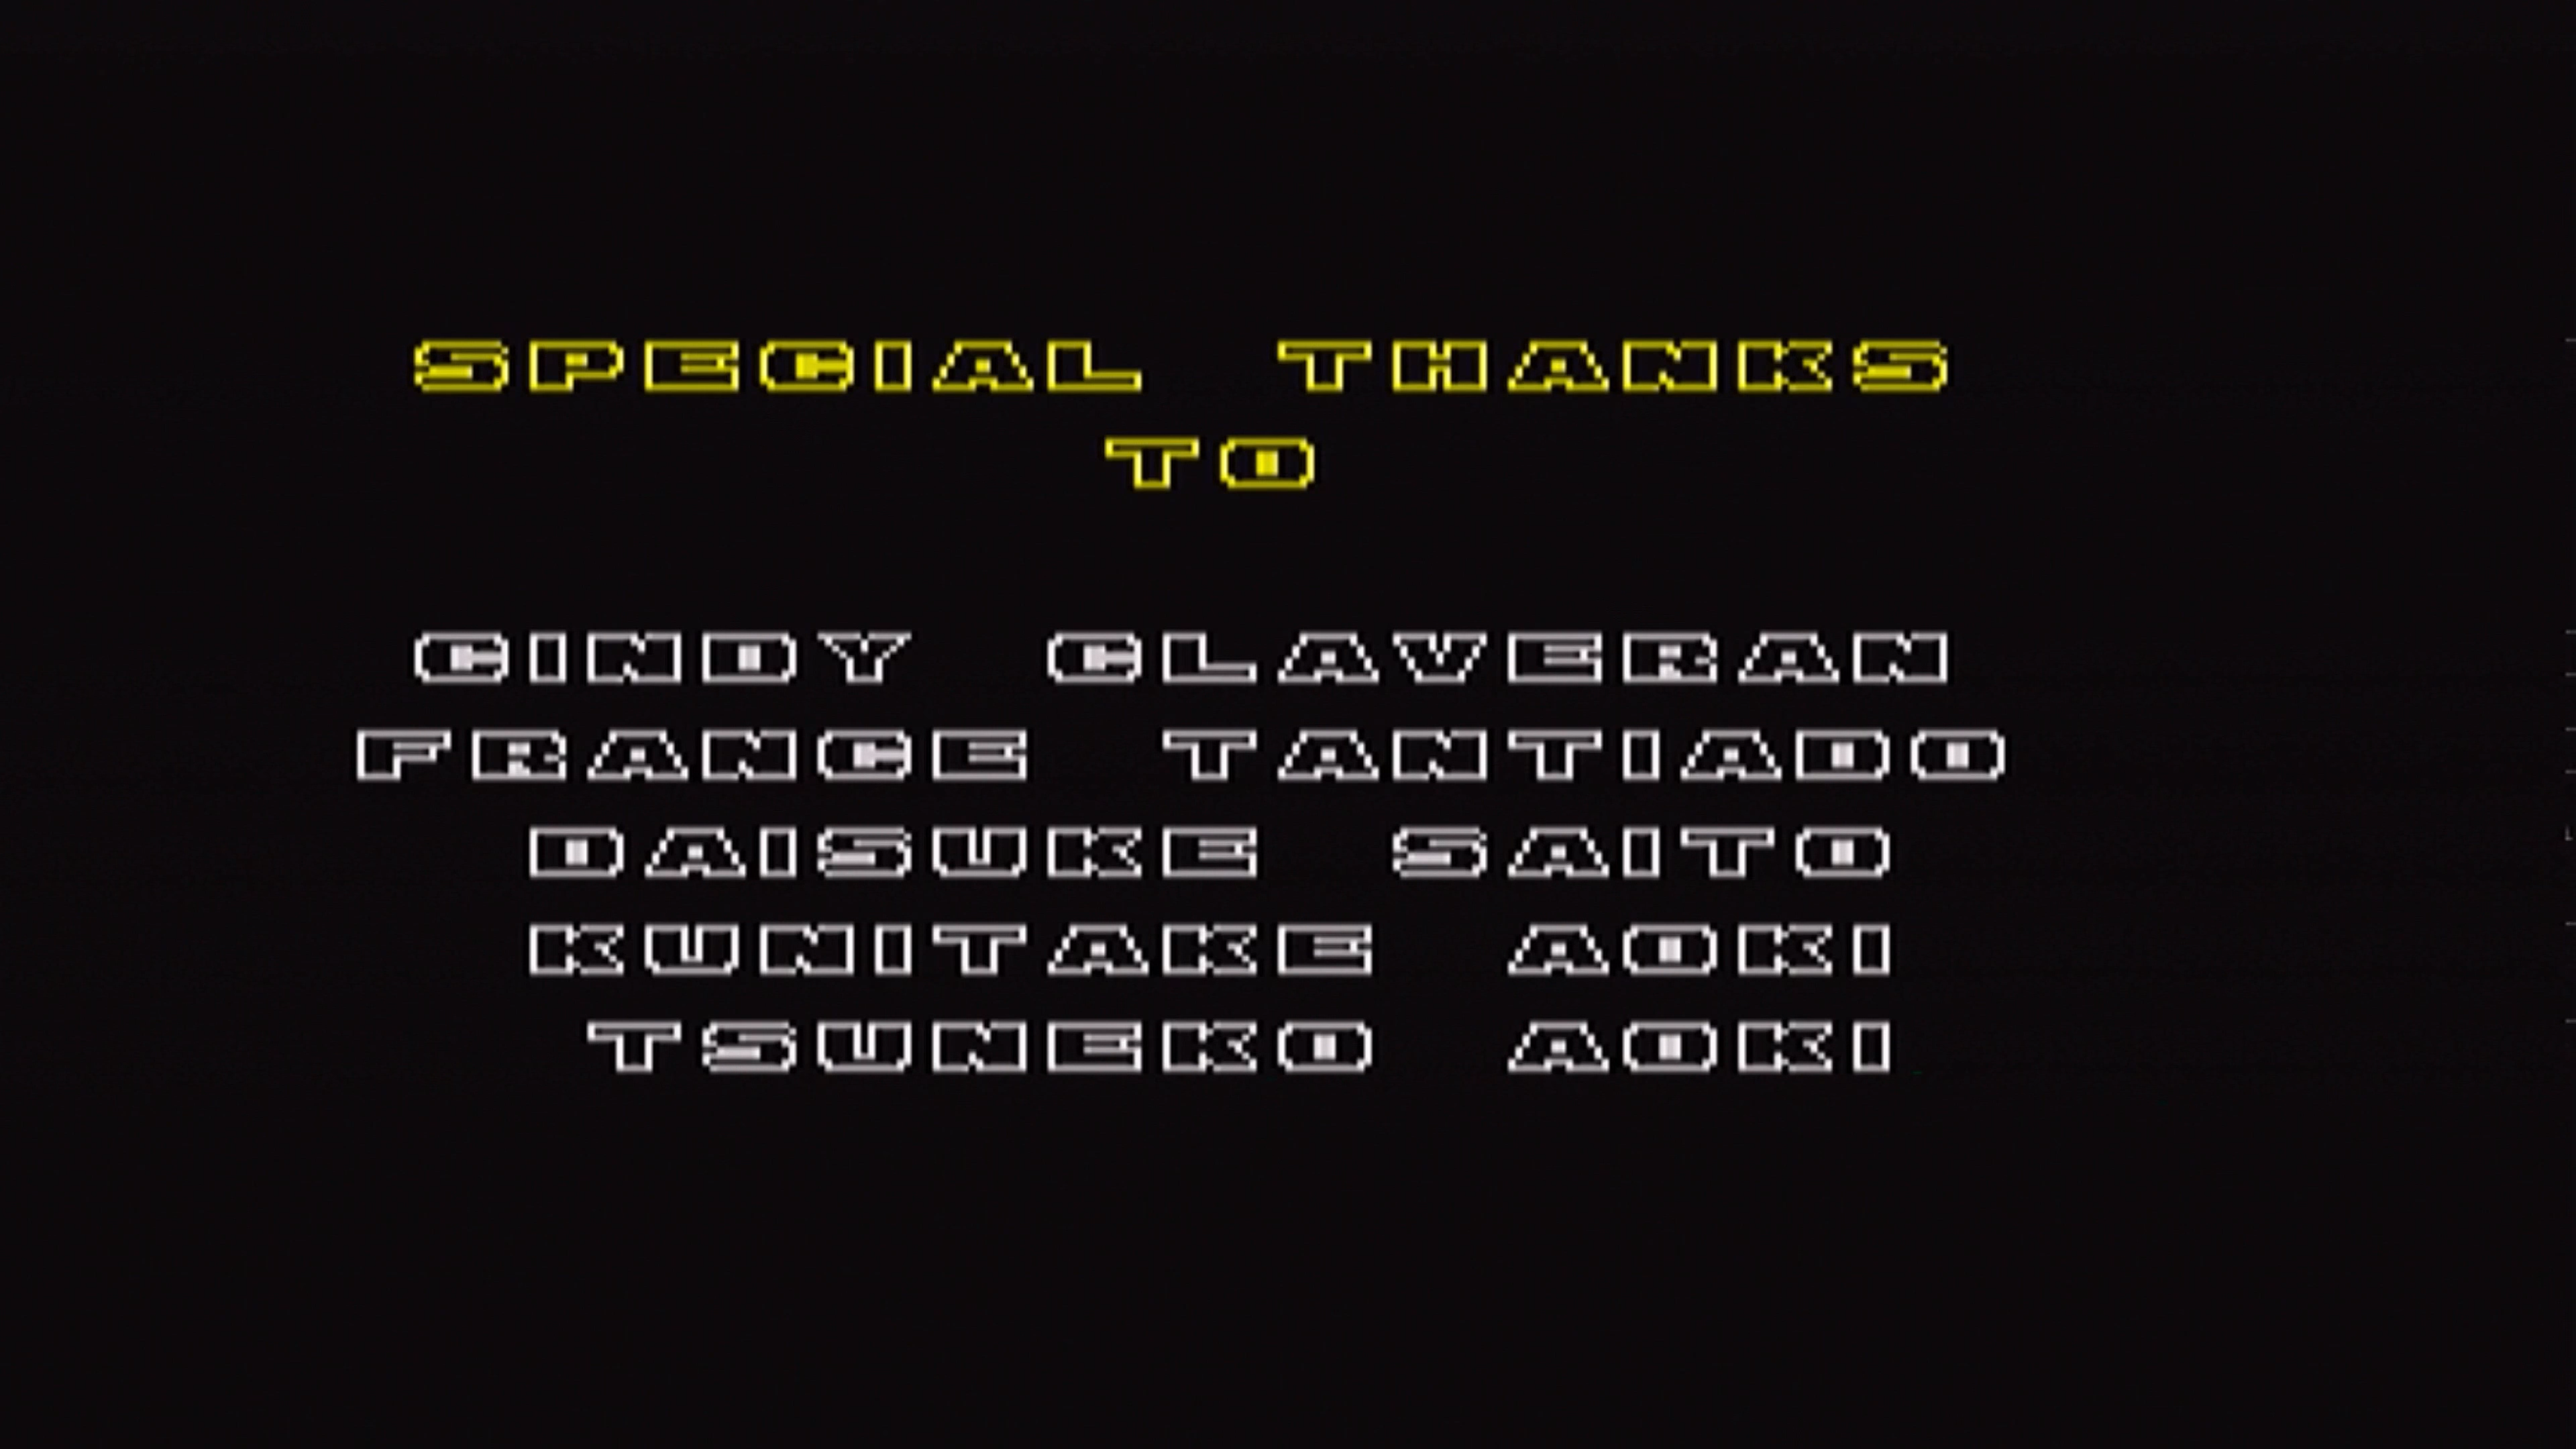 SPECIAL THANKS
TO
CINDY CLAVERAN
FRANCE TANTIADO
DAISUKE SAITO
KUNITAKE AOKI
TSUNEKO AOKI